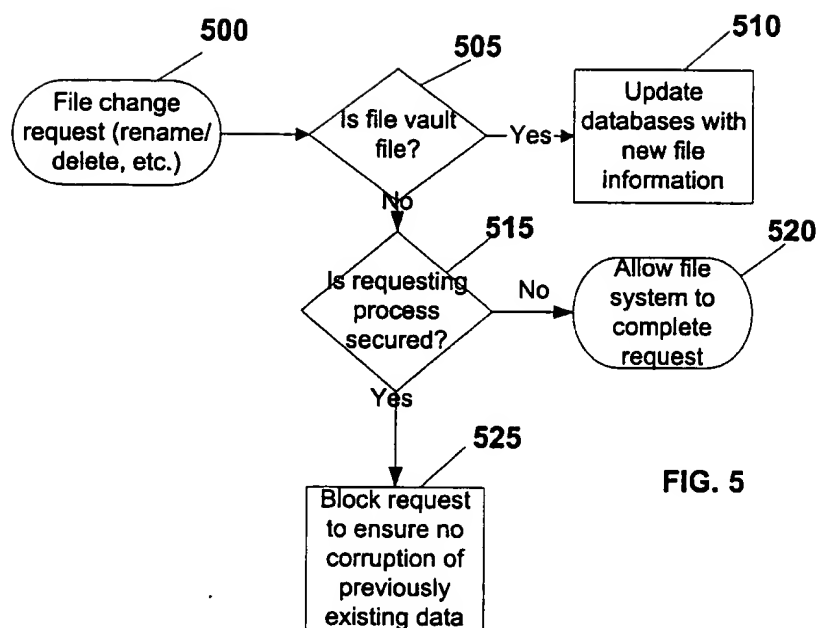 500
File change
request (rename/
delete, etc.)
505
Is file vault
file?
Yes
510
Update
databases with
new file
information
No
515
Is requesting
process
secured?
No
520
Allow file
system to
complete
request
Yes
525
Block request
to ensure no
corruption of
previously
existing data
FIG. 5